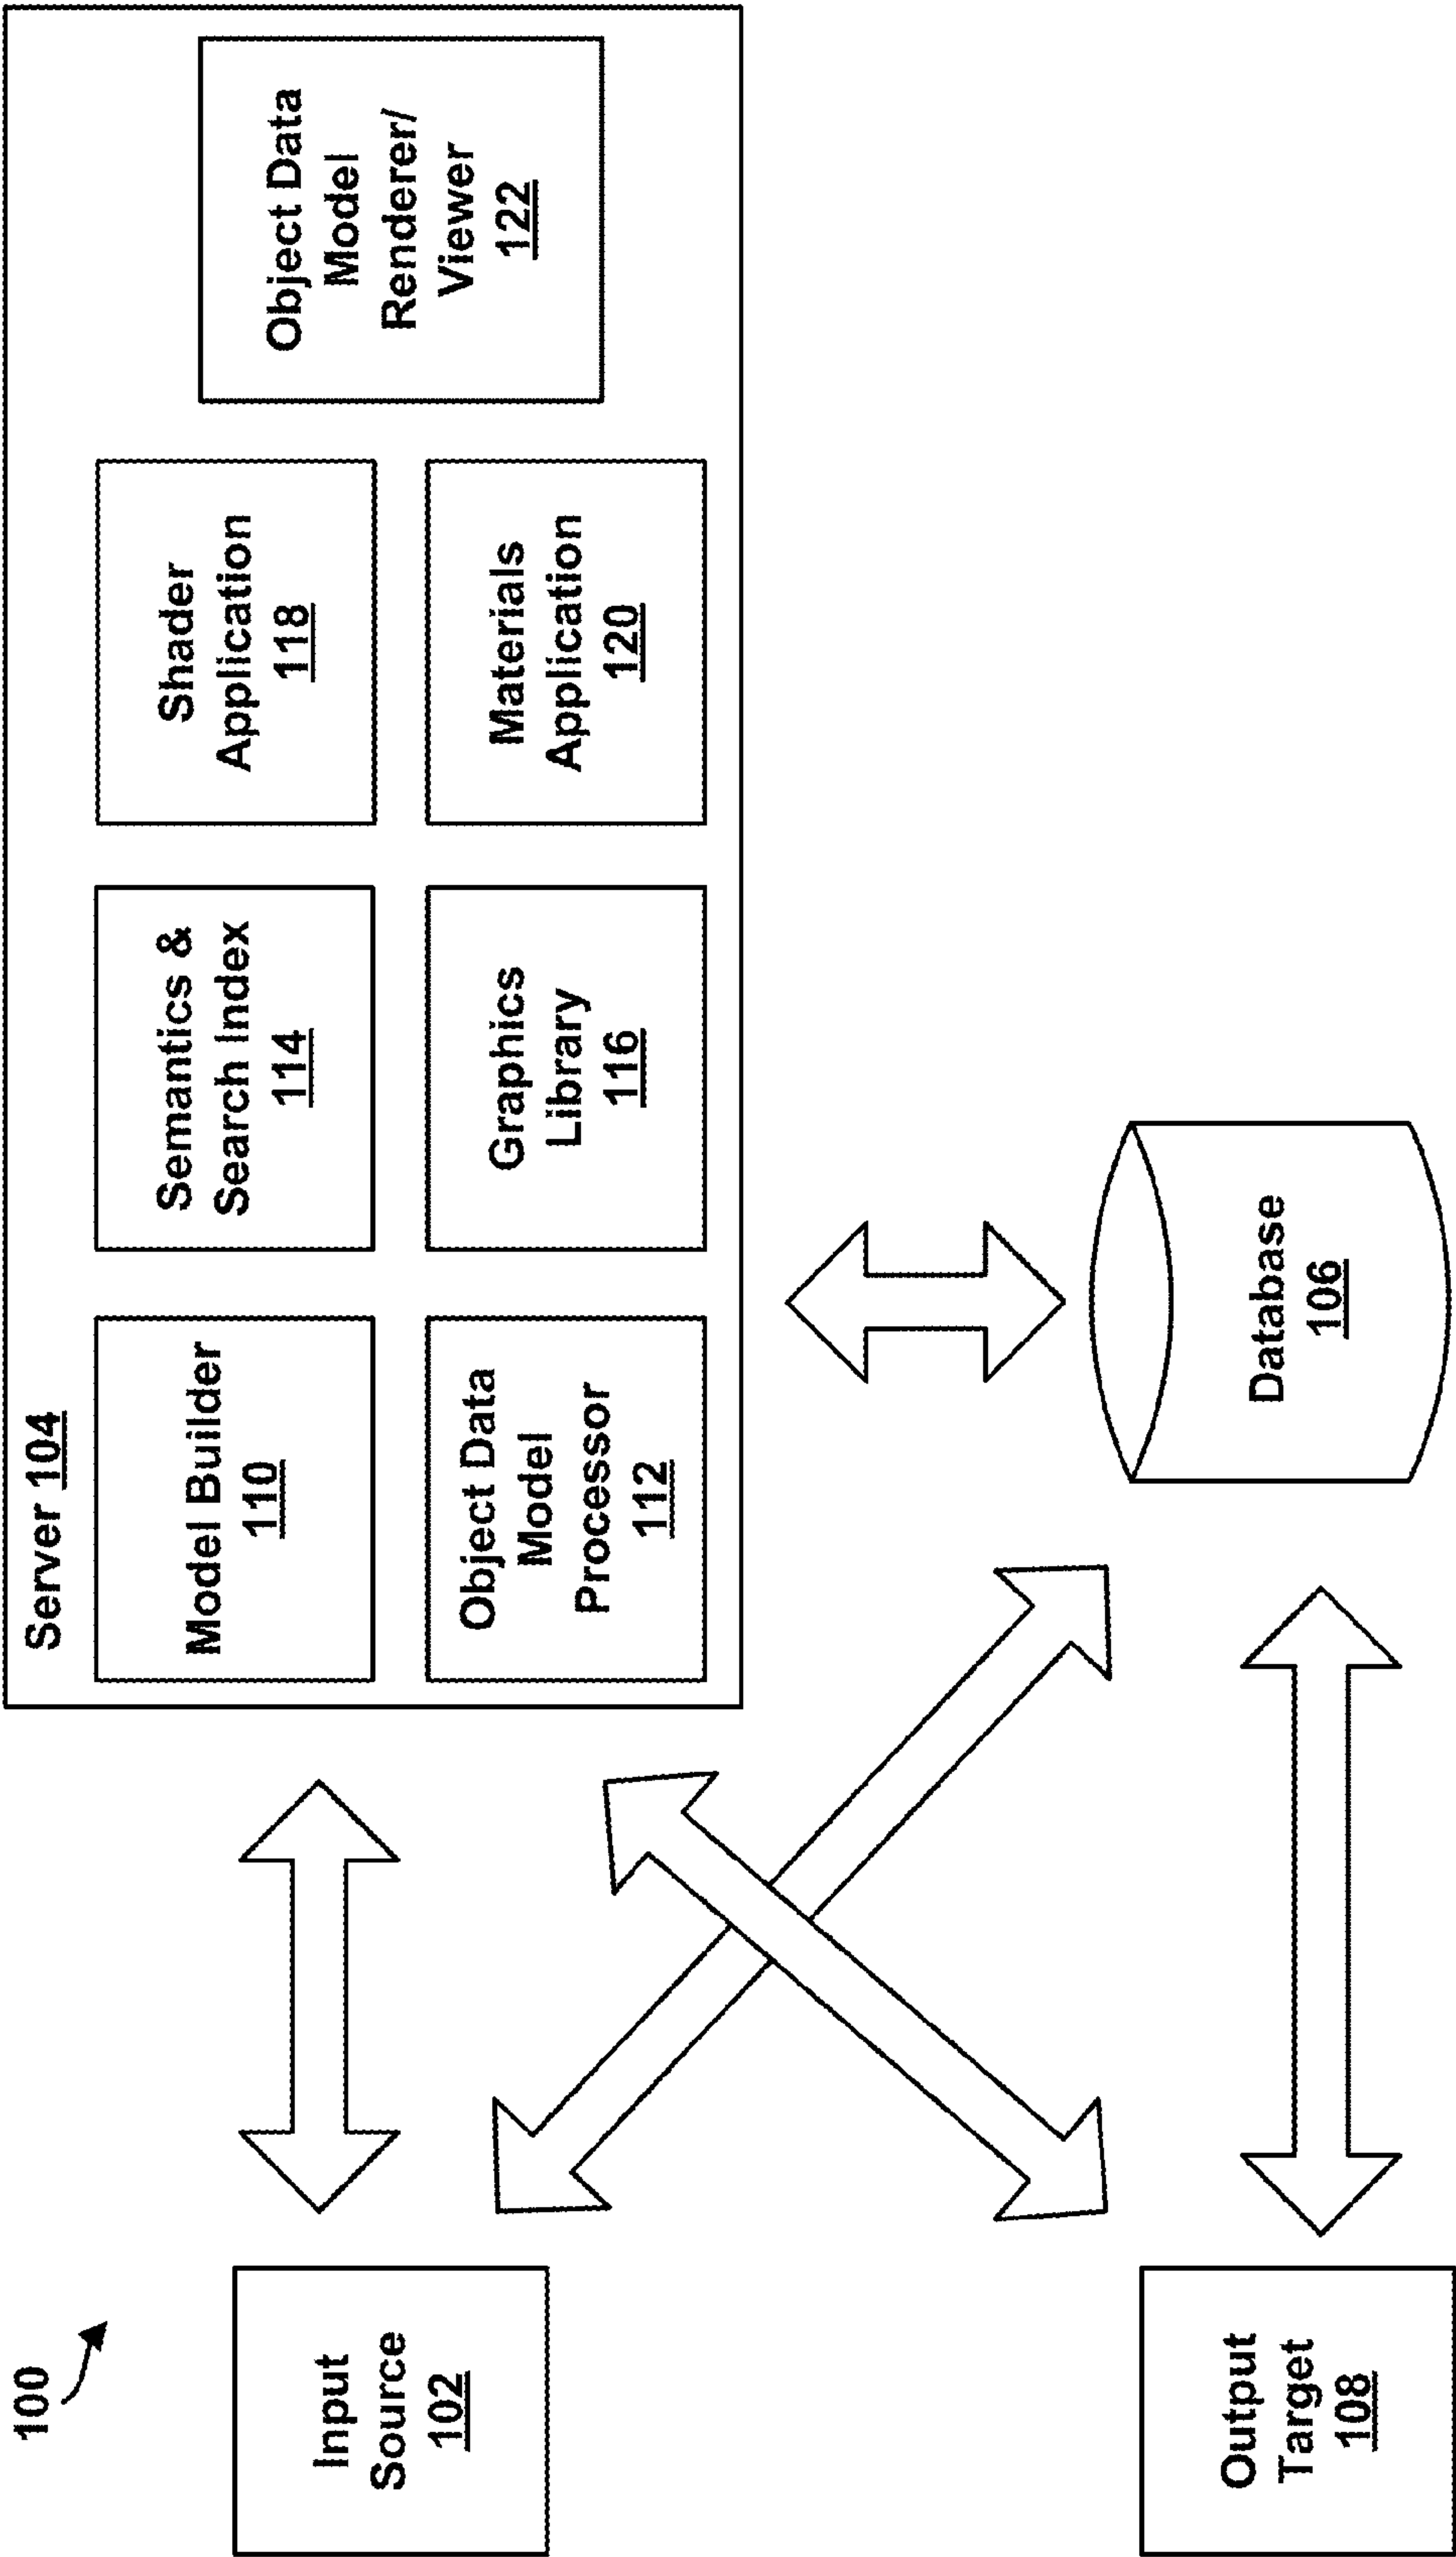 100
Input
Source
102
Output
Target
108
Server 104
Model Builder
110
Object Data
Model
Processor
112
Semantics &
Search Index
114
Graphics
Library
116
Shader
Application
118
Materials
Application
120
Object Data
Model
Renderer/
Viewer
122
Database
106